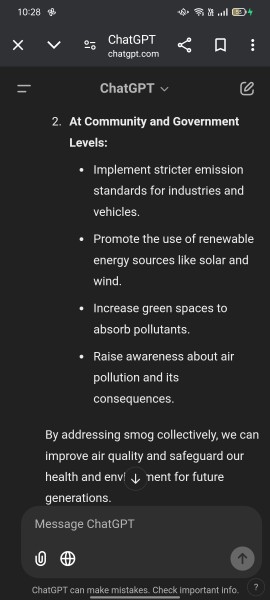 10:28
ChatGPT
chatgpt.com
ChatGPT
2. At Community and Government
Levels:
• Implement stricter emission
standards for industries and
vehicles.
• Promote the use of renewable
energy sources like solar and
wind.
• Increase green spaces to
absorb pollutants.
• Raise awareness about air
pollution and its
consequences.
By addressing smog collectively, we can
improve air quality and safeguard our
health and ment for future
generations.
Message ChatGPT
ChatGPT can make mistakes. Check important info. ?